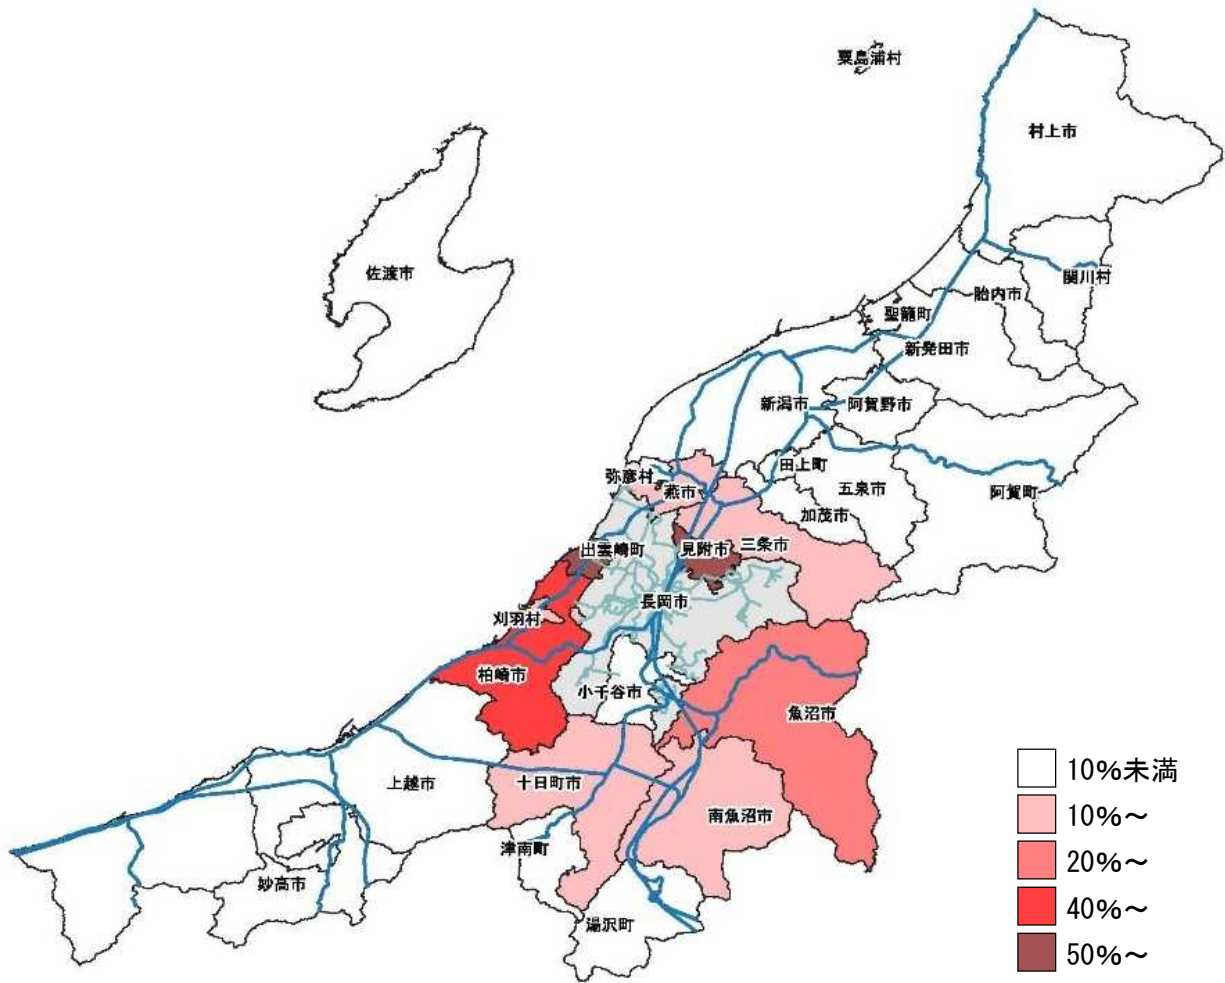 粟島浦村
村上市
佐渡市
関川村
胎内市
聖籠町
新発田市
新潟市
阿賀野市
田上町
弥彦村
五泉市
燕市
阿賀町
加茂市
出雲崎町
見附市
三条市
長岡市
刈羽村
柏崎市
小千谷市
魚沼市
上越市
十日町市
南魚沼市
津南町
妙高市
湯沢町
10%未満
10%～
20%～
40%～
50%～